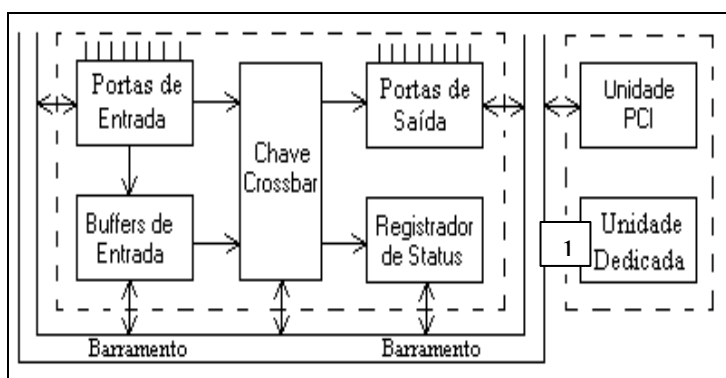 Portas de
Entrada
Portas de
Saída
Unidade
PCI
Chave
Crossbar
Buffers de
Entrada
Registrador
de Status
1
Unidade
Dedicada
Barramento
Barramento